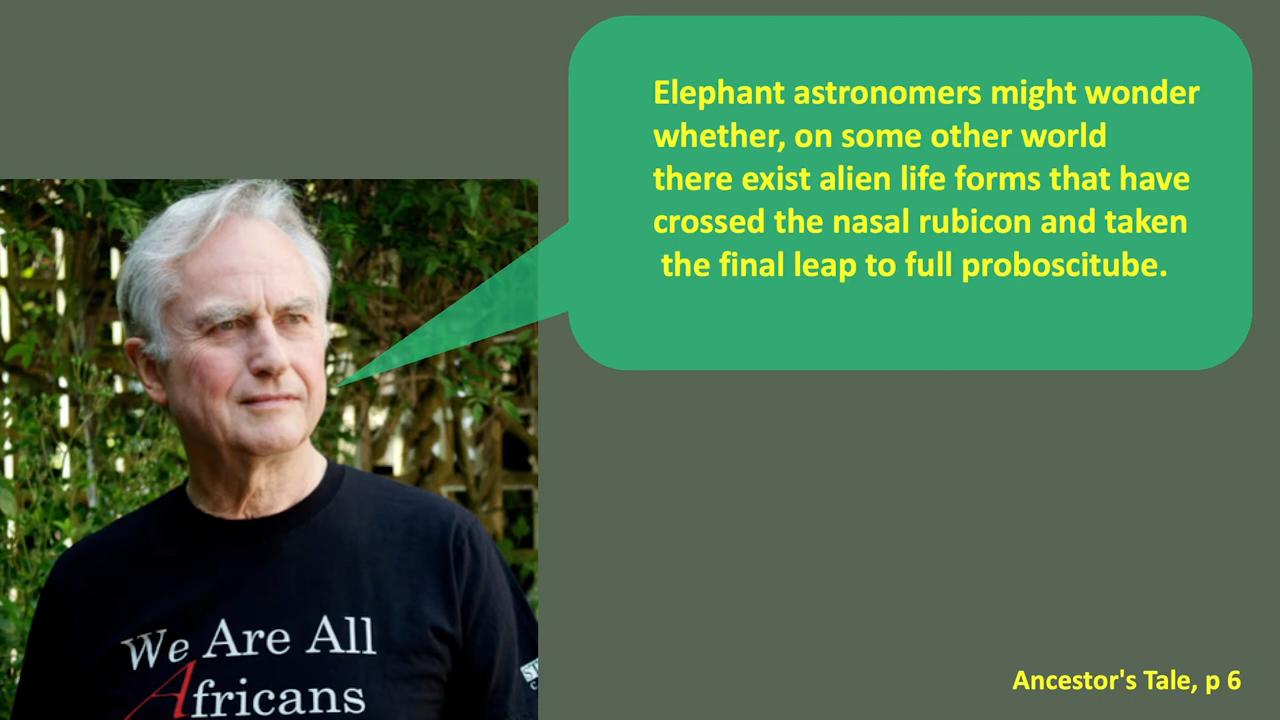 Elephant astronomers might wonder
whether, on some other world
there exist alien life forms that have
crossed the nasal rubicon and taken
the final leap to full proboscitube.
We Are All
Africans
Ancestor's Tale, p 6